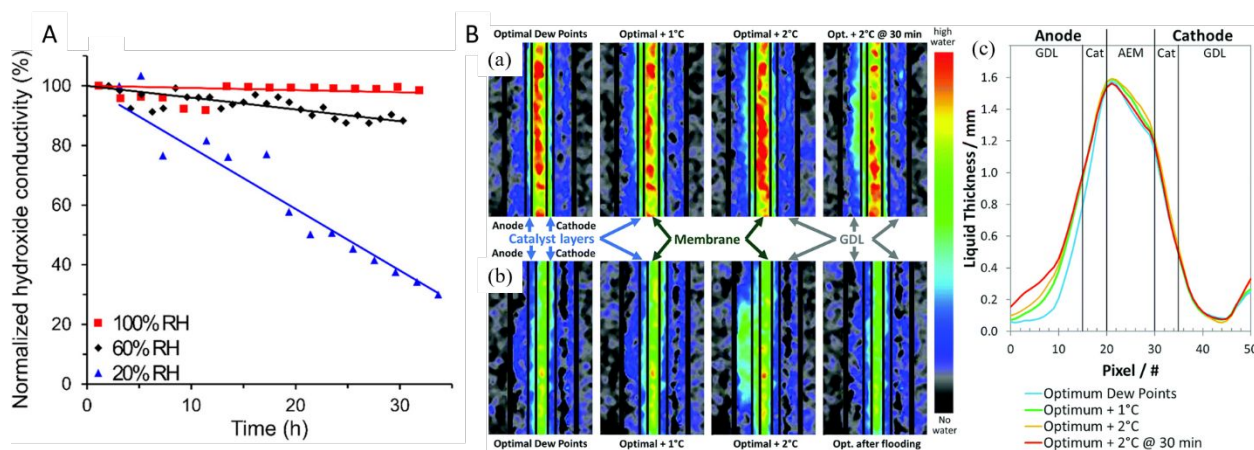 A
Normalized hydroxide conductivity (%)
120
100
80
60
40
20
0
100% RH
60% RH
20% RH
0 10 20 30
Time (h)
B
Optimal Dew Points Optimal + 1°C Optimal + 2°C Opt. + 2°C @ 30 min
(a)
high
water
Anode Cathode
Catalyst layers Membrane GDL
Anode Cathode
(b)
No
water
Optimal Dew Points Optimal + 1°C Optimal + 2°C Opt. after flooding
(c)
Anode Cathode
GDL Cat AEM Cat GDL
Liquid Thickness / mm
1.6
1.4
1.2
1.0
0.8
0.6
0.4
0.2
0.0
0 10 20 30 40 50
Pixel / #
Optimum Dew Points
Optimum + 1°C
Optimum + 2°C
Optimum + 2°C @ 30 min